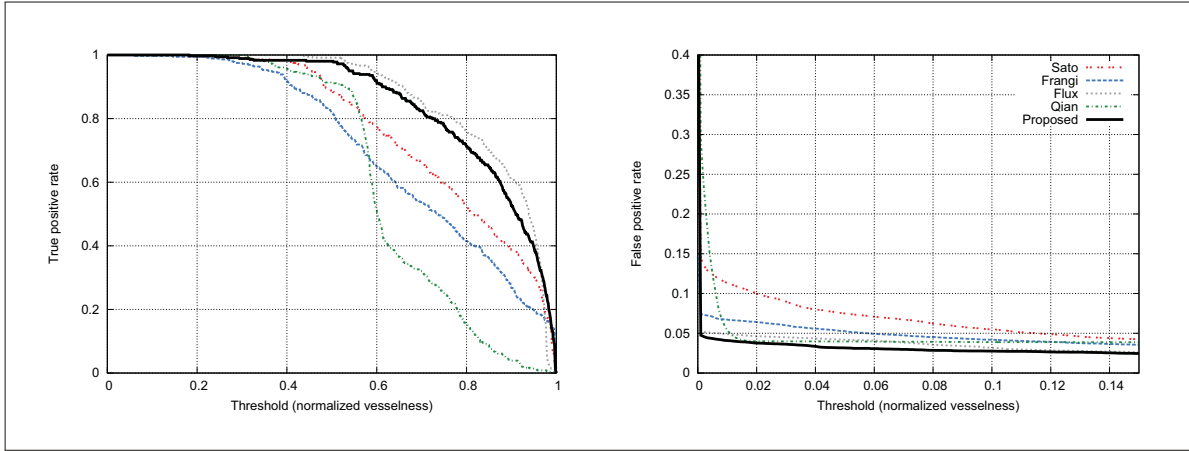 1
0.8
0.6
0.4
0.2
0
True positive rate
0 0.2 0.4 0.6 0.8 1
Threshold (normalized vesselness)
0.4
0.35
0.3
0.25
0.2
0.15
0.1
0.05
0
False positive rate
Sato
Frangi
Flux
Qian
Proposed
0 0.02 0.04 0.06 0.08 0.1 0.12 0.14
Threshold (normalized vesselness)